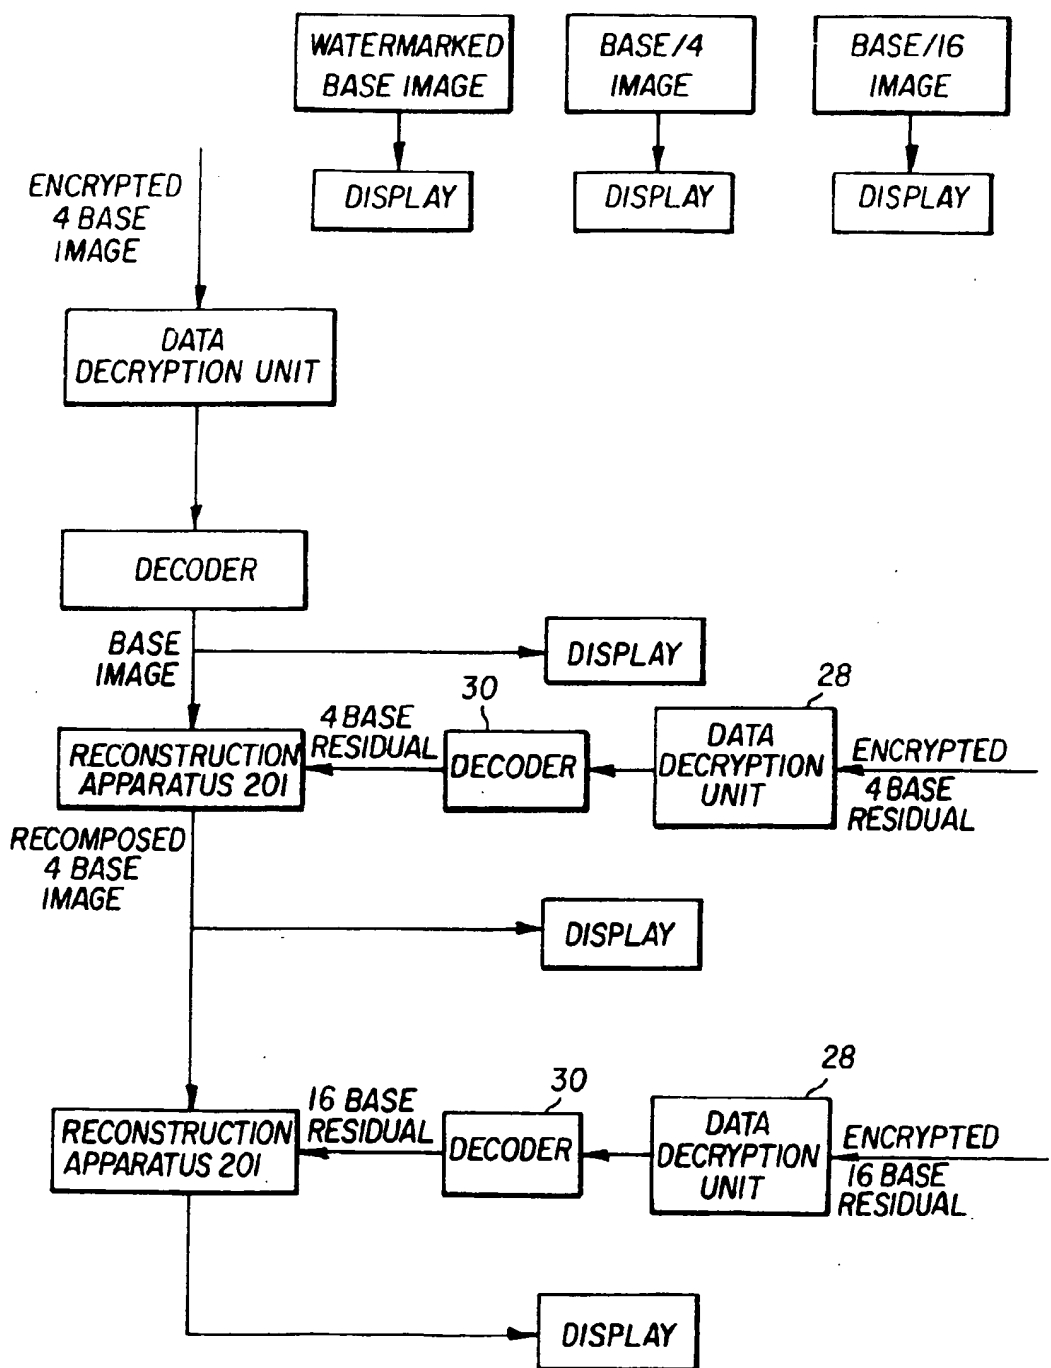 WATERMARKED
BASE IMAGE
BASE/4
IMAGE
BASE/16
IMAGE
DISPLAY
DISPLAY
DISPLAY
ENCRYPTED
4 BASE
IMAGE
DATA
DECRYPTION UNIT
DECODER
BASE
IMAGE
DISPLAY
RECONSTRUCTION
APPARATUS 201
4 BASE
RESIDUAL
30
DECODER
28
DATA
DECRYPTION
UNIT
ENCRYPTED
4 BASE
RESIDUAL
RECOMPOSED
4 BASE
IMAGE
DISPLAY
RECONSTRUCTION
APPARATUS 201
16 BASE
RESIDUAL
30
DECODER
28
DATA
DECRYPTION
UNIT
ENCRYPTED
16 BASE
RESIDUAL
DISPLAY